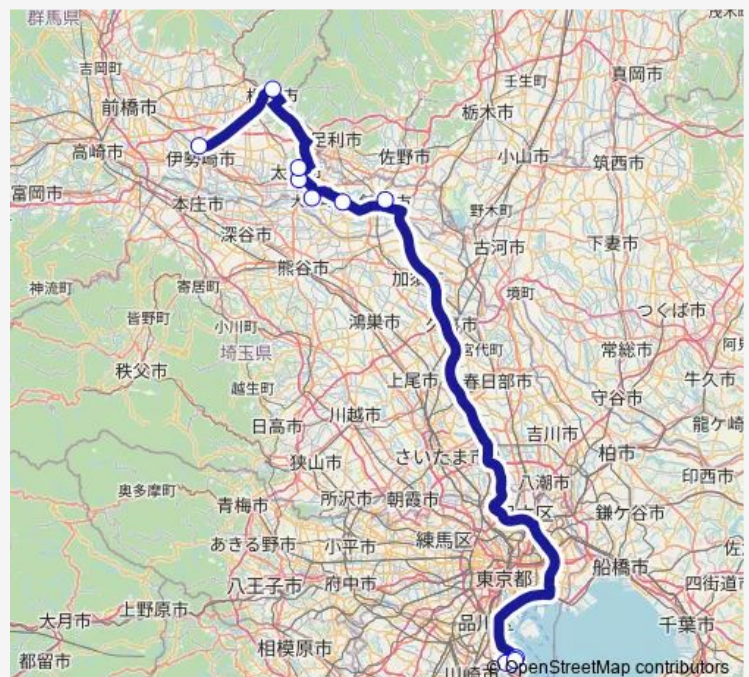 群馬県
吉岡町
前橋市
高崎市
伊勢崎市
富岡市
本庄市
足利市
佐野市
栃木市
壬生町
真岡市
小山市
筑西市
野木町
古河市
下妻市
深谷市
熊谷市
寄居町
神流町
皆野町
小川町
鴻巣市
境町
つくば市
宮代町
常総市
秩父市
埼玉県
越生町
上尾市
春日部市
守谷市
牛久市
日高市
川越市
吉川市
柏市
狭山市
さいたま市
八潮市
印西市
奥多摩町
青梅市
所沢市
朝霞市
鎌ケ谷市
あきる野市
小平市
練馬区
東京都
船橋市
八王子市
府中市
四街道市
大月市
上野原市
千葉市
都留市
相模原市
川崎市
© OpenStreetMap contributors